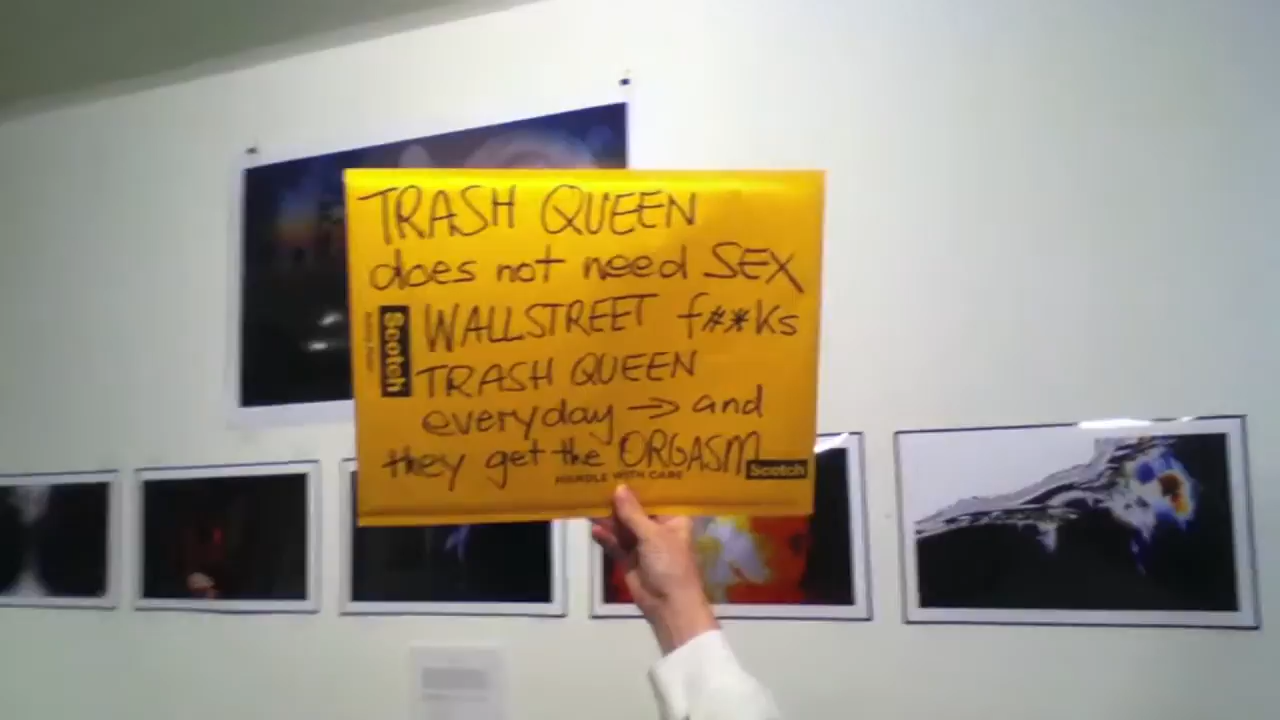 TRASH QUEEN
does not need SEX
WALLSTREET f**ks
TRASH QUEEN
everyday → and
they get the ORGASM
HANDLE WITH CARE
Scotch
Scotch